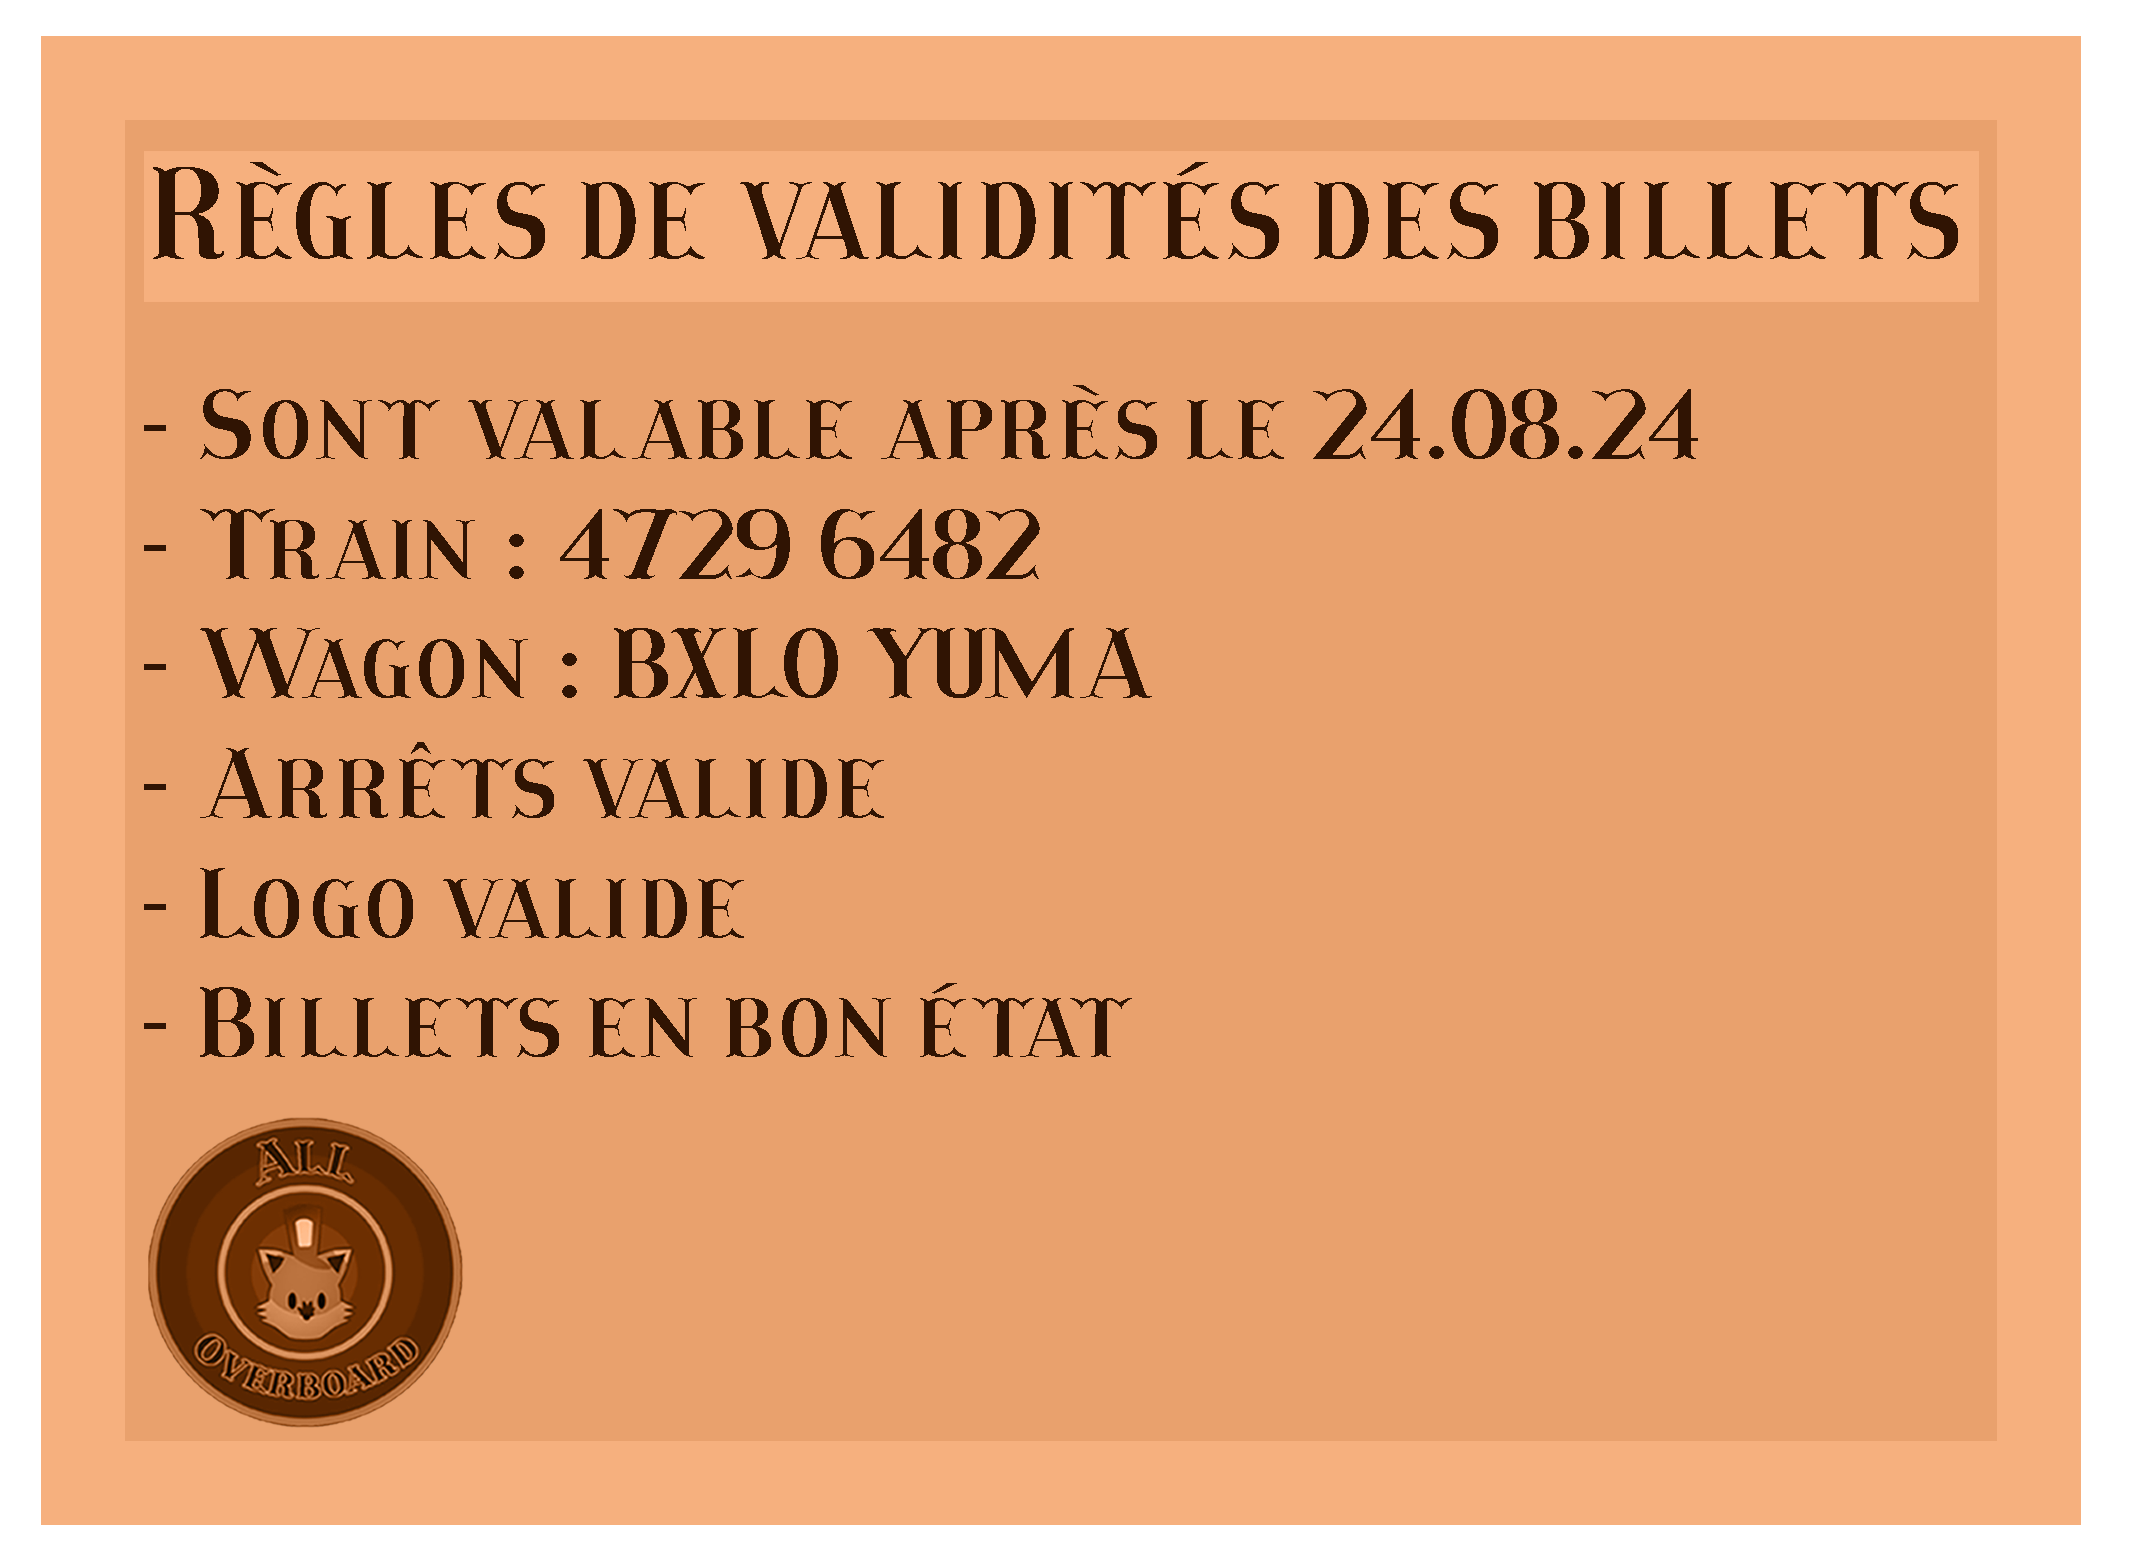 Règles de validités des billets
- Sont valable après le 24.08.24
- Train : 4729 6482
- Wagon : BXLO YUMA
- Arrêts valide
- Logo valide
- Billets en bon état
All
Overboard